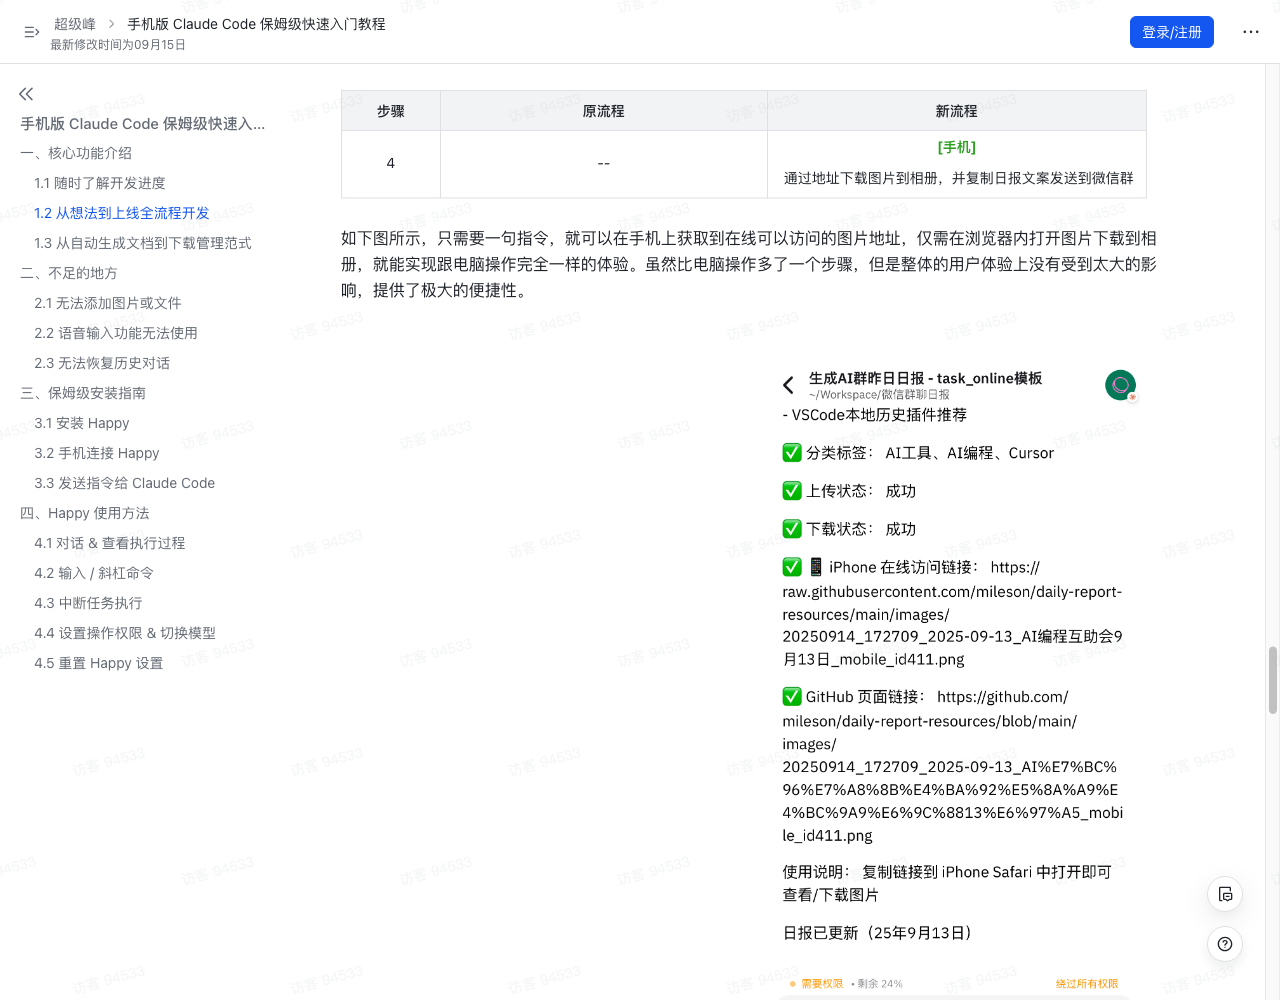 超级峰 > 手机版 Claude Code 保姆级快速入门教程
登录/注册
最新修改时间为09月15日
手机版 Claude Code 保姆级快速入...
一、核心功能介绍
1.1 随时了解开发进度
1.2 从想法到上线全流程开发
1.3 从自动生成文档到下载管理范式
二、不足的地方
2.1 无法添加图片或文件
2.2 语音输入功能无法使用
2.3 无法恢复历史对话
三、保姆级安装指南
3.1 安装 Happy
3.2 手机连接 Happy
3.3 发送指令给 Claude Code
四、Happy 使用方法
4.1 对话 & 查看执行过程
4.2 输入 / 斜杠命令
4.3 中断任务执行
4.4 设置操作权限 & 切换模型
4.5 重置 Happy 设置
步骤 原流程 新流程
[手机]
4 -- 通过地址下载图片到相册，并复制日报文案发送到微信群
如下图所示，只需要一句指令，就可以在手机上获取到在线可以访问的图片地址，仅需在浏览器内打开图片下载到相
册，就能实现跟电脑操作完全一样的体验。虽然比电脑操作多了一个步骤，但是整体的用户体验上没有受到太大的影
响，提供了极大的便捷性。
生成AI群昨日日报 - task_online模板
~/Workspace/微信群聊日报
- VSCode本地历史插件推荐
✅ 分类标签： AI工具、AI编程、Cursor
✅ 上传状态： 成功
✅ 下载状态： 成功
✅ 📱 iPhone 在线访问链接： https://
raw.githubusercontent.com/mileson/daily-report-
resources/main/images/
20250914_172709_2025-09-13_AI编程互助会9
月13日_mobile_id411.png
✅ GitHub 页面链接： https://github.com/
mileson/daily-report-resources/blob/main/
images/
20250914_172709_2025-09-13_AI%E7%BC%
96%E7%A8%8B%E4%BA%92%E5%8A%A9%E
4%BC%9A9%E6%9C%8813%E6%97%A5_mobi
le_id411.png
使用说明： 复制链接到 iPhone Safari 中打开即可
查看/下载图片
日报已更新（25年9月13日）
需要权限 • 剩余 24% 绕过所有权限
访客 94533